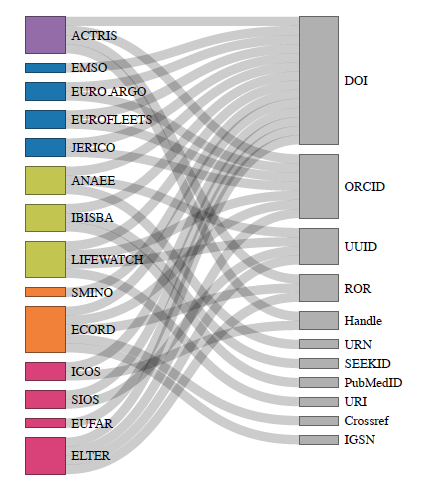 ACTRIS
EMSO
EURO.ARGO
EUROFLEETS
JERICO
ANAEE
IBISBA
LIFEWATCH
SMINO
ECORD
ICOS
SIOS
EUFAR
ELTER
DOI
ORCID
UUID
ROR
Handle
URN
SEEKID
PubMedID
URI
Crossref
IGSN